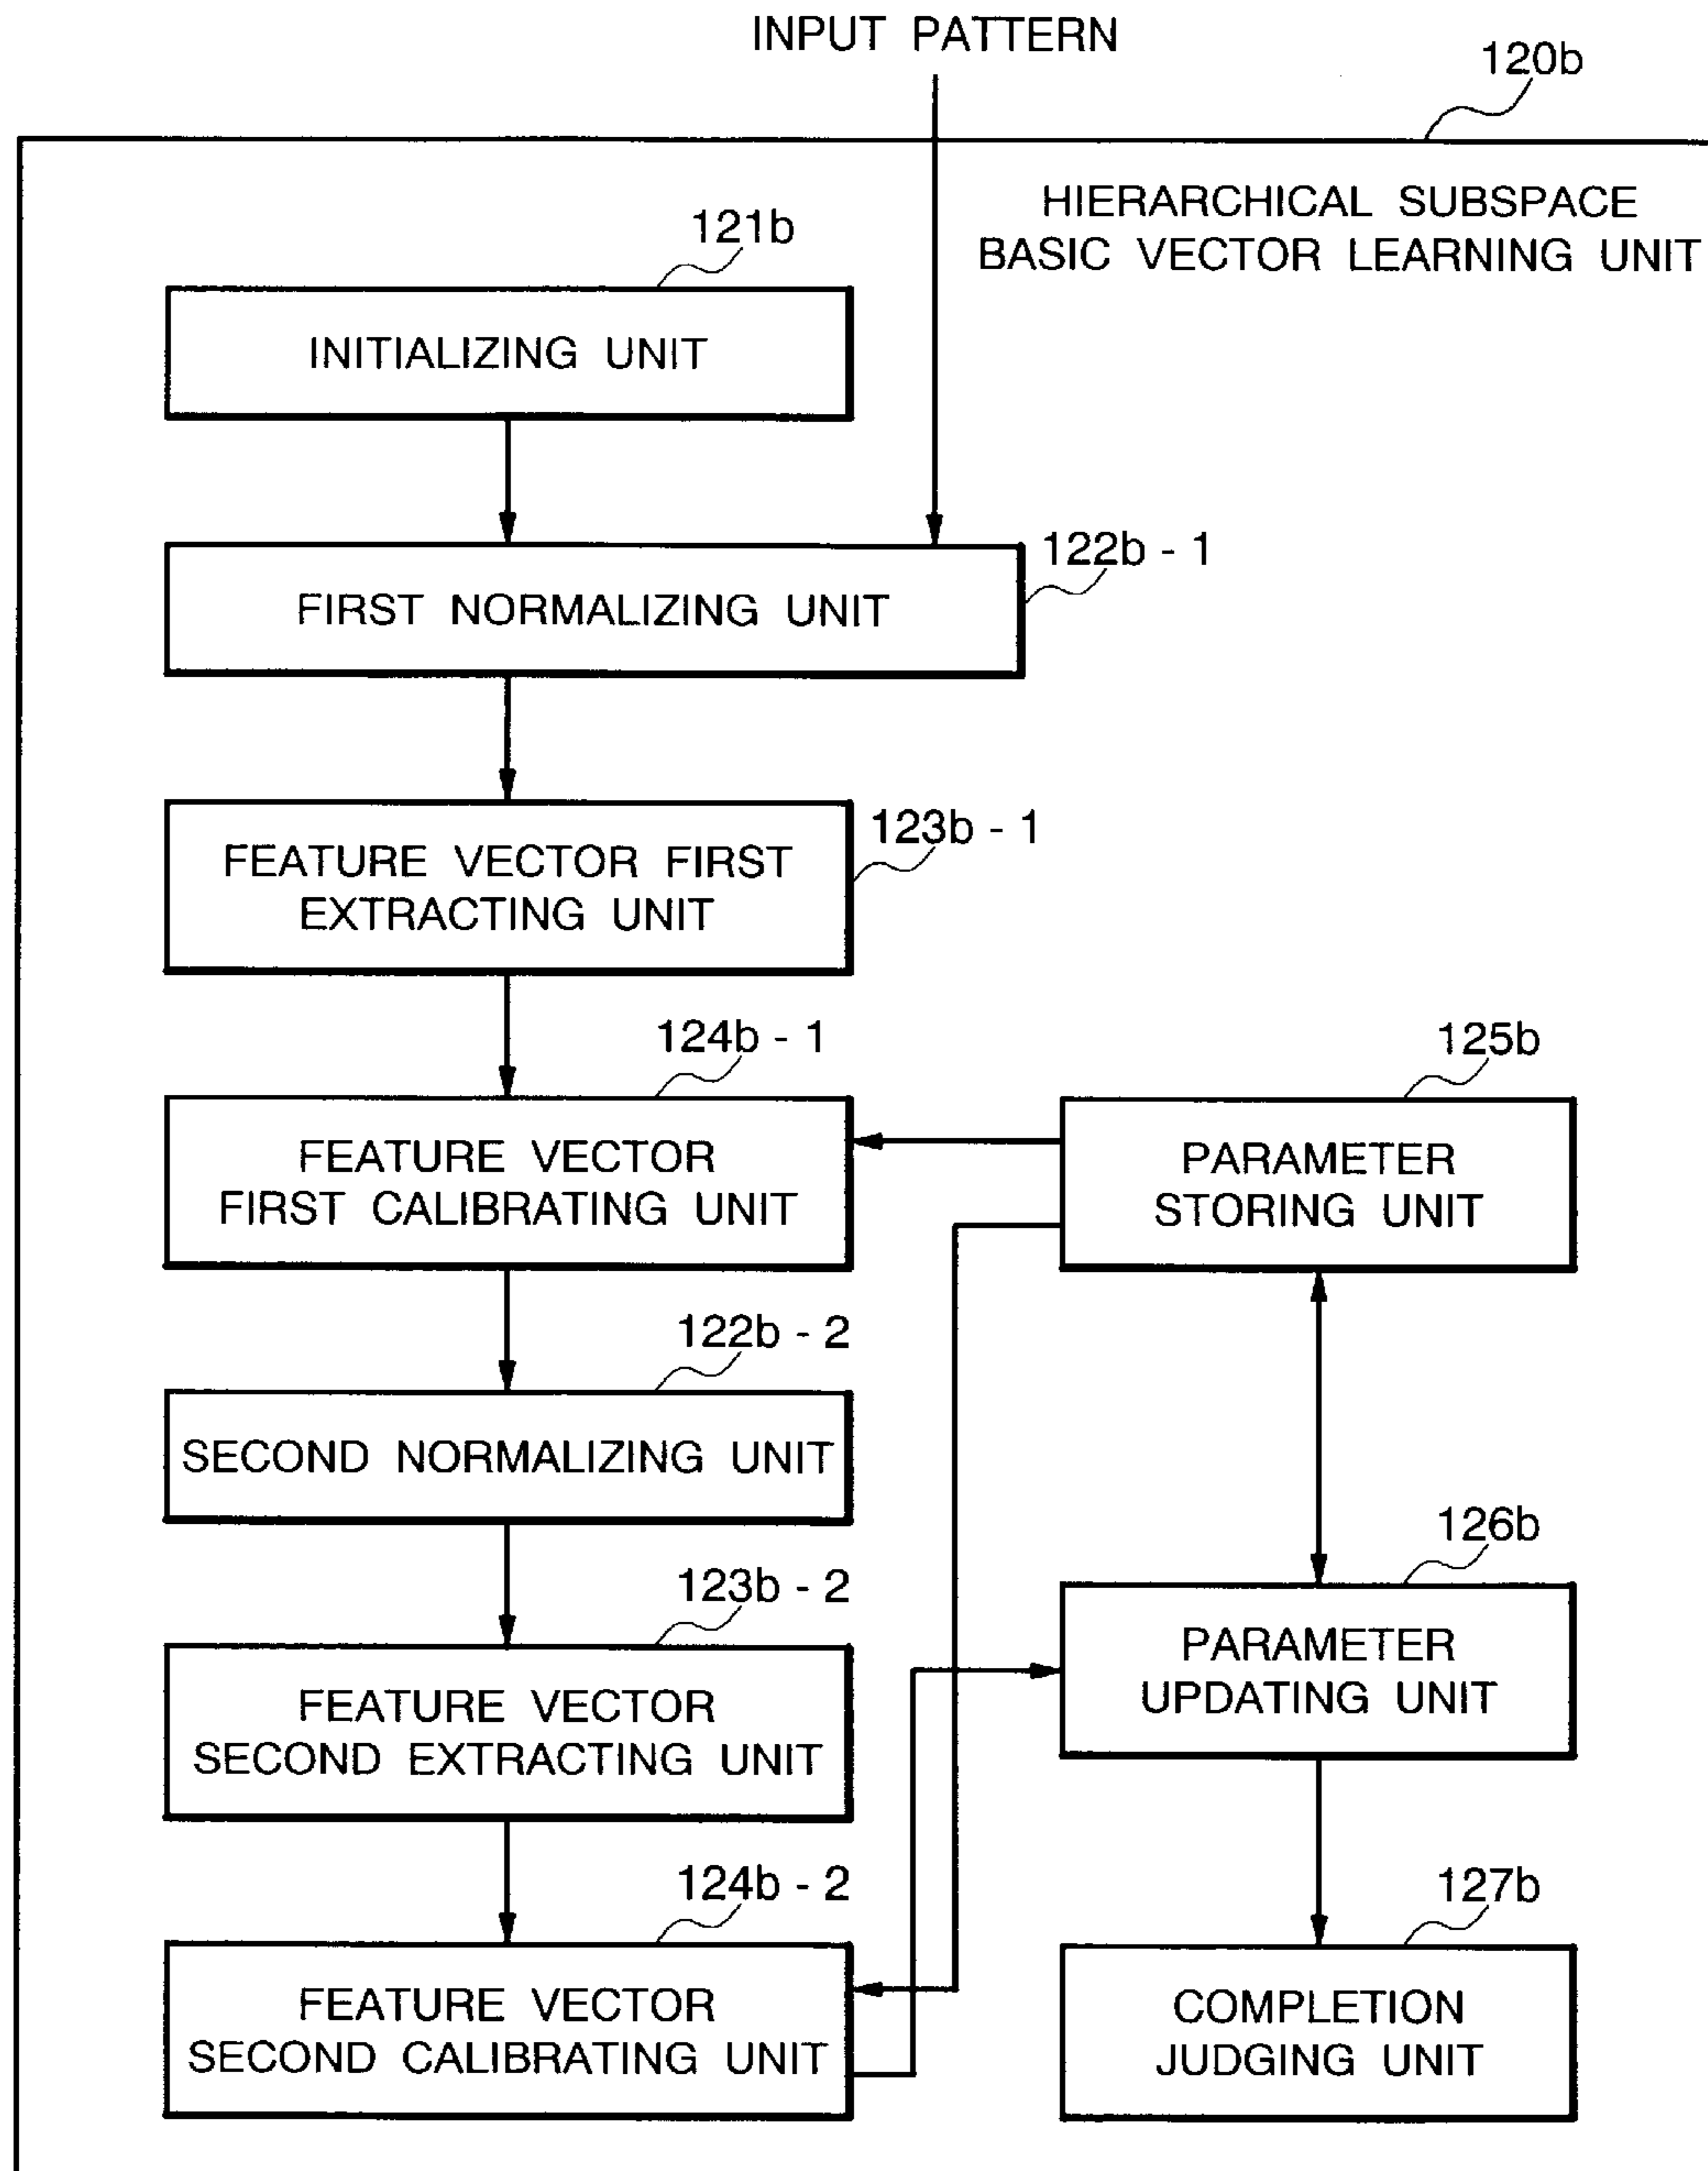 INPUT PATTERN
120b
HIERARCHICAL SUBSPACE
BASIC VECTOR LEARNING UNIT
121b
INITIALIZING UNIT
122b - 1
FIRST NORMALIZING UNIT
123b - 1
FEATURE VECTOR FIRST
EXTRACTING UNIT
124b - 1
FEATURE VECTOR
FIRST CALIBRATING UNIT
125b
PARAMETER
STORING UNIT
122b - 2
SECOND NORMALIZING UNIT
123b - 2
FEATURE VECTOR
SECOND EXTRACTING UNIT
126b
PARAMETER
UPDATING UNIT
124b - 2
FEATURE VECTOR
SECOND CALIBRATING UNIT
127b
COMPLETION
JUDGING UNIT